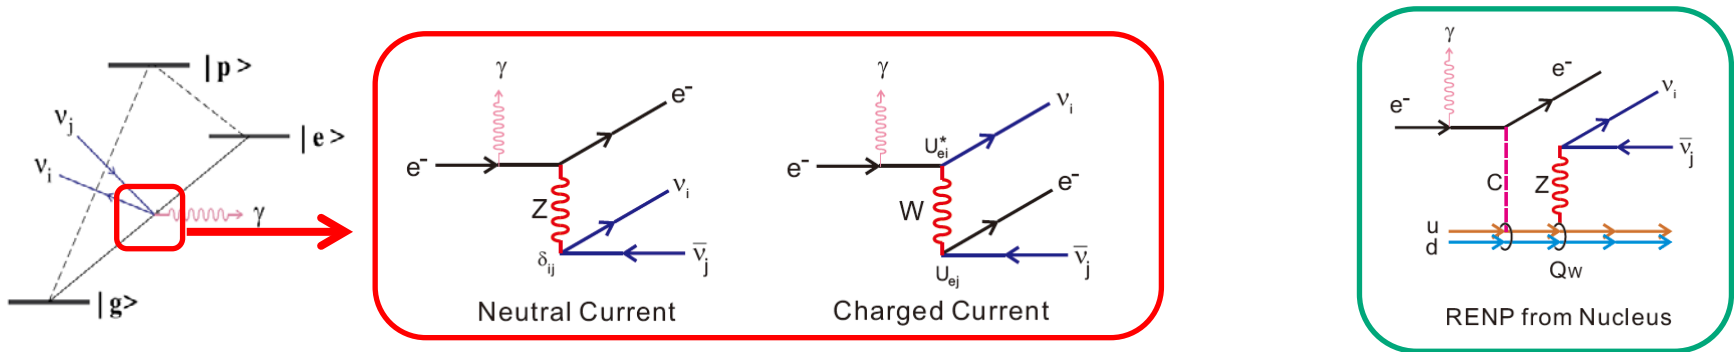 | p >
| e >
| g>
νj
νi
γ
γ
e-
e-
Z
νi
ν̄j
δij
Neutral Current
γ
e-
U*ei
νi
W
e-
ν̄j
Uej
Charged Current
γ
e-
e-
νi
C
Z
ν̄j
u
d
Qw
RENP from Nucleus